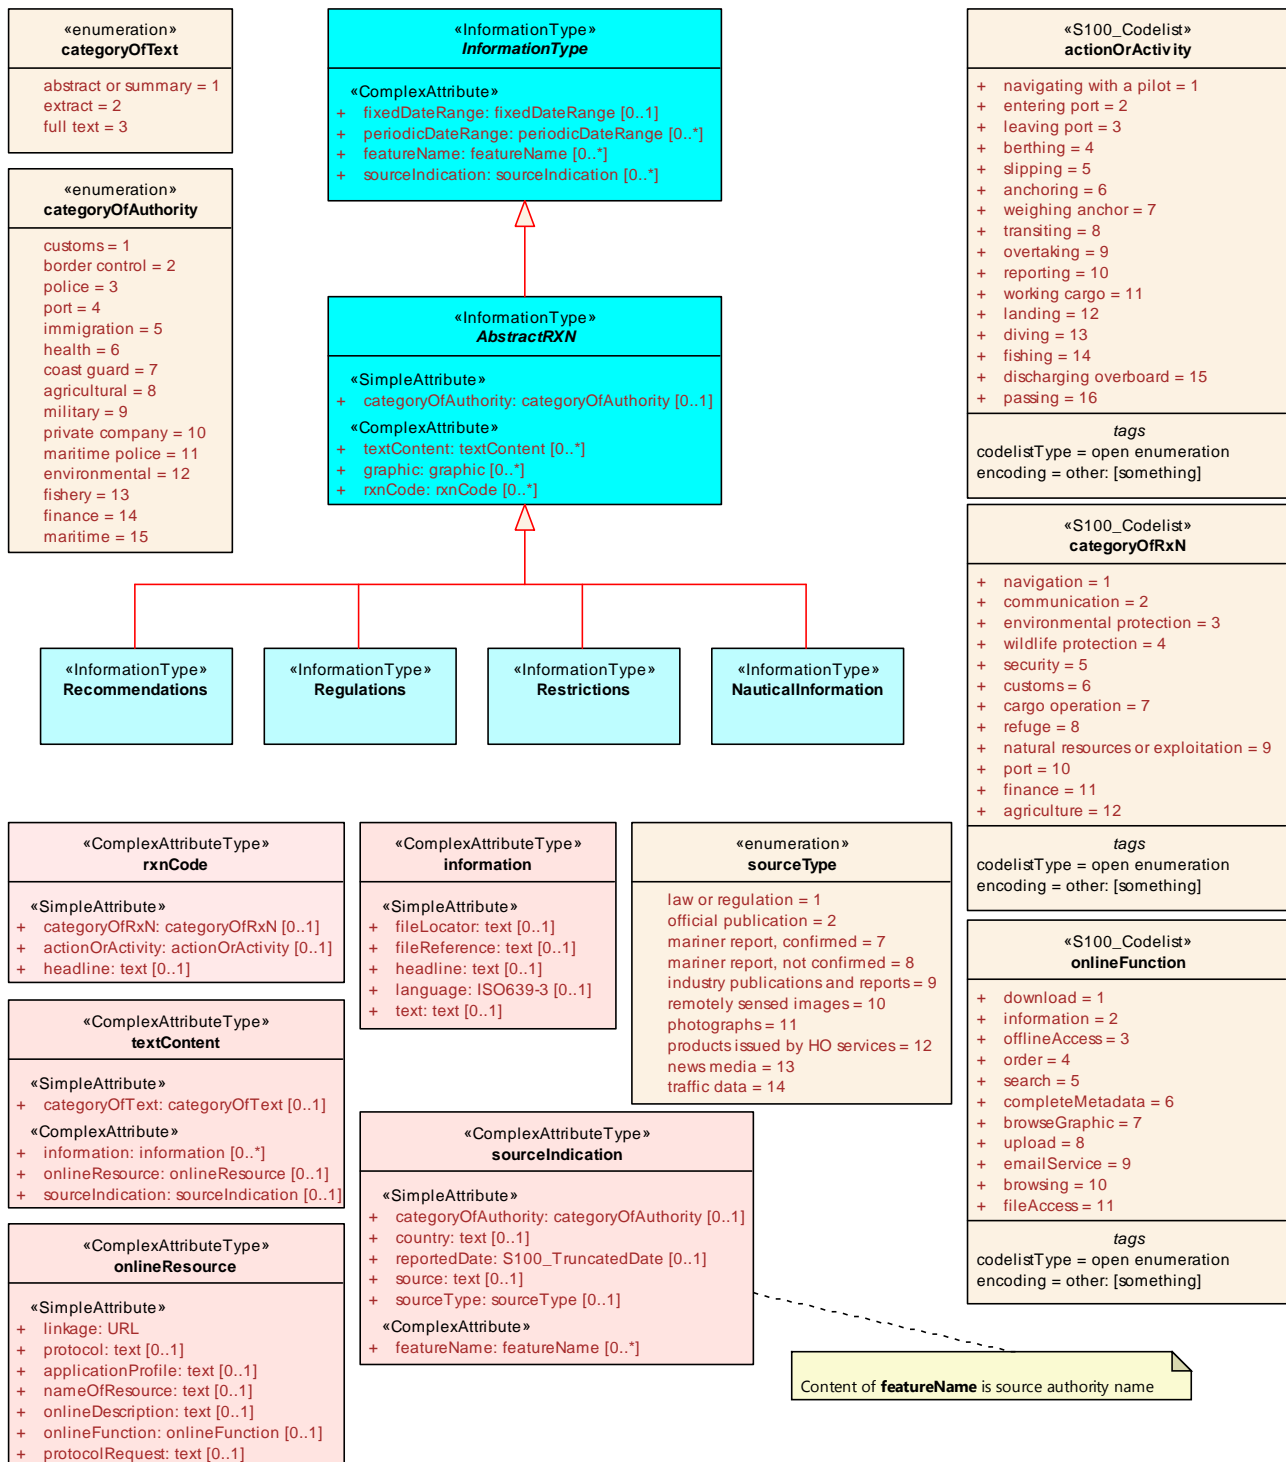 «enumeration»
categoryOfText
abstract or summary = 1
extract = 2
full text = 3
«enumeration»
categoryOfAuthority
customs = 1
border control = 2
police = 3
port = 4
immigration = 5
health = 6
coast guard = 7
agricultural = 8
military = 9
private company = 10
maritime police = 11
environmental = 12
fishery = 13
finance = 14
maritime = 15
«InformationType»
InformationType
«ComplexAttribute»
+ fixedDateRange: fixedDateRange [0..1]
+ periodicDateRange: periodicDateRange [0..*]
+ featureName: featureName [0..*]
+ sourceIndication: sourceIndication [0..*]
«InformationType»
AbstractRXN
«SimpleAttribute»
+ categoryOfAuthority: categoryOfAuthority [0..1]
«ComplexAttribute»
+ textContent: textContent [0..*]
+ graphic: graphic [0..*]
+ rxnCode: rxnCode [0..*]
«InformationType»
Recommendations
«InformationType»
Regulations
«InformationType»
Restrictions
«InformationType»
NauticalInformation
«S100_Codelist»
actionOrActivity
+ navigating with a pilot = 1
+ entering port = 2
+ leaving port = 3
+ berthing = 4
+ slipping = 5
+ anchoring = 6
+ weighing anchor = 7
+ transiting = 8
+ overtaking = 9
+ reporting = 10
+ working cargo = 11
+ landing = 12
+ diving = 13
+ fishing = 14
+ discharging overboard = 15
+ passing = 16
tags
codelistType = open enumeration
encoding = other: [something]
«S100_Codelist»
categoryOfRxN
+ navigation = 1
+ communication = 2
+ environmental protection = 3
+ wildlife protection = 4
+ security = 5
+ customs = 6
+ cargo operation = 7
+ refuge = 8
+ natural resources or exploitation = 9
+ port = 10
+ finance = 11
+ agriculture = 12
tags
codelistType = open enumeration
encoding = other: [something]
«S100_Codelist»
onlineFunction
+ download = 1
+ information = 2
+ offlineAccess = 3
+ order = 4
+ search = 5
+ completeMetadata = 6
+ browseGraphic = 7
+ upload = 8
+ emailService = 9
+ browsing = 10
+ fileAccess = 11
tags
codelistType = open enumeration
encoding = other: [something]
«ComplexAttributeType»
rxnCode
«SimpleAttribute»
+ categoryOfRxN: categoryOfRxN [0..1]
+ actionOrActivity: actionOrActivity [0..1]
+ headline: text [0..1]
«ComplexAttributeType»
textContent
«SimpleAttribute»
+ categoryOfText: categoryOfText [0..1]
«ComplexAttribute»
+ information: information [0..*]
+ onlineResource: onlineResource [0..1]
+ sourceIndication: sourceIndication [0..1]
«ComplexAttributeType»
onlineResource
«SimpleAttribute»
+ linkage: URL
+ protocol: text [0..1]
+ applicationProfile: text [0..1]
+ nameOfResource: text [0..1]
+ onlineDescription: text [0..1]
+ onlineFunction: onlineFunction [0..1]
+ protocolRequest: text [0..1]
«ComplexAttributeType»
information
«SimpleAttribute»
+ fileLocator: text [0..1]
+ fileReference: text [0..1]
+ headline: text [0..1]
+ language: ISO639-3 [0..1]
+ text: text [0..1]
«enumeration»
sourceType
law or regulation = 1
official publication = 2
mariner report, confirmed = 7
mariner report, not confirmed = 8
industry publications and reports = 9
remotely sensed images = 10
photographs = 11
products issued by HO services = 12
news media = 13
traffic data = 14
«ComplexAttributeType»
sourceIndication
«SimpleAttribute»
+ categoryOfAuthority: categoryOfAuthority [0..1]
+ country: text [0..1]
+ reportedDate: S100_TruncatedDate [0..1]
+ source: text [0..1]
+ sourceType: sourceType [0..1]
«ComplexAttribute»
+ featureName: featureName [0..*]
Content of featureName is source authority name